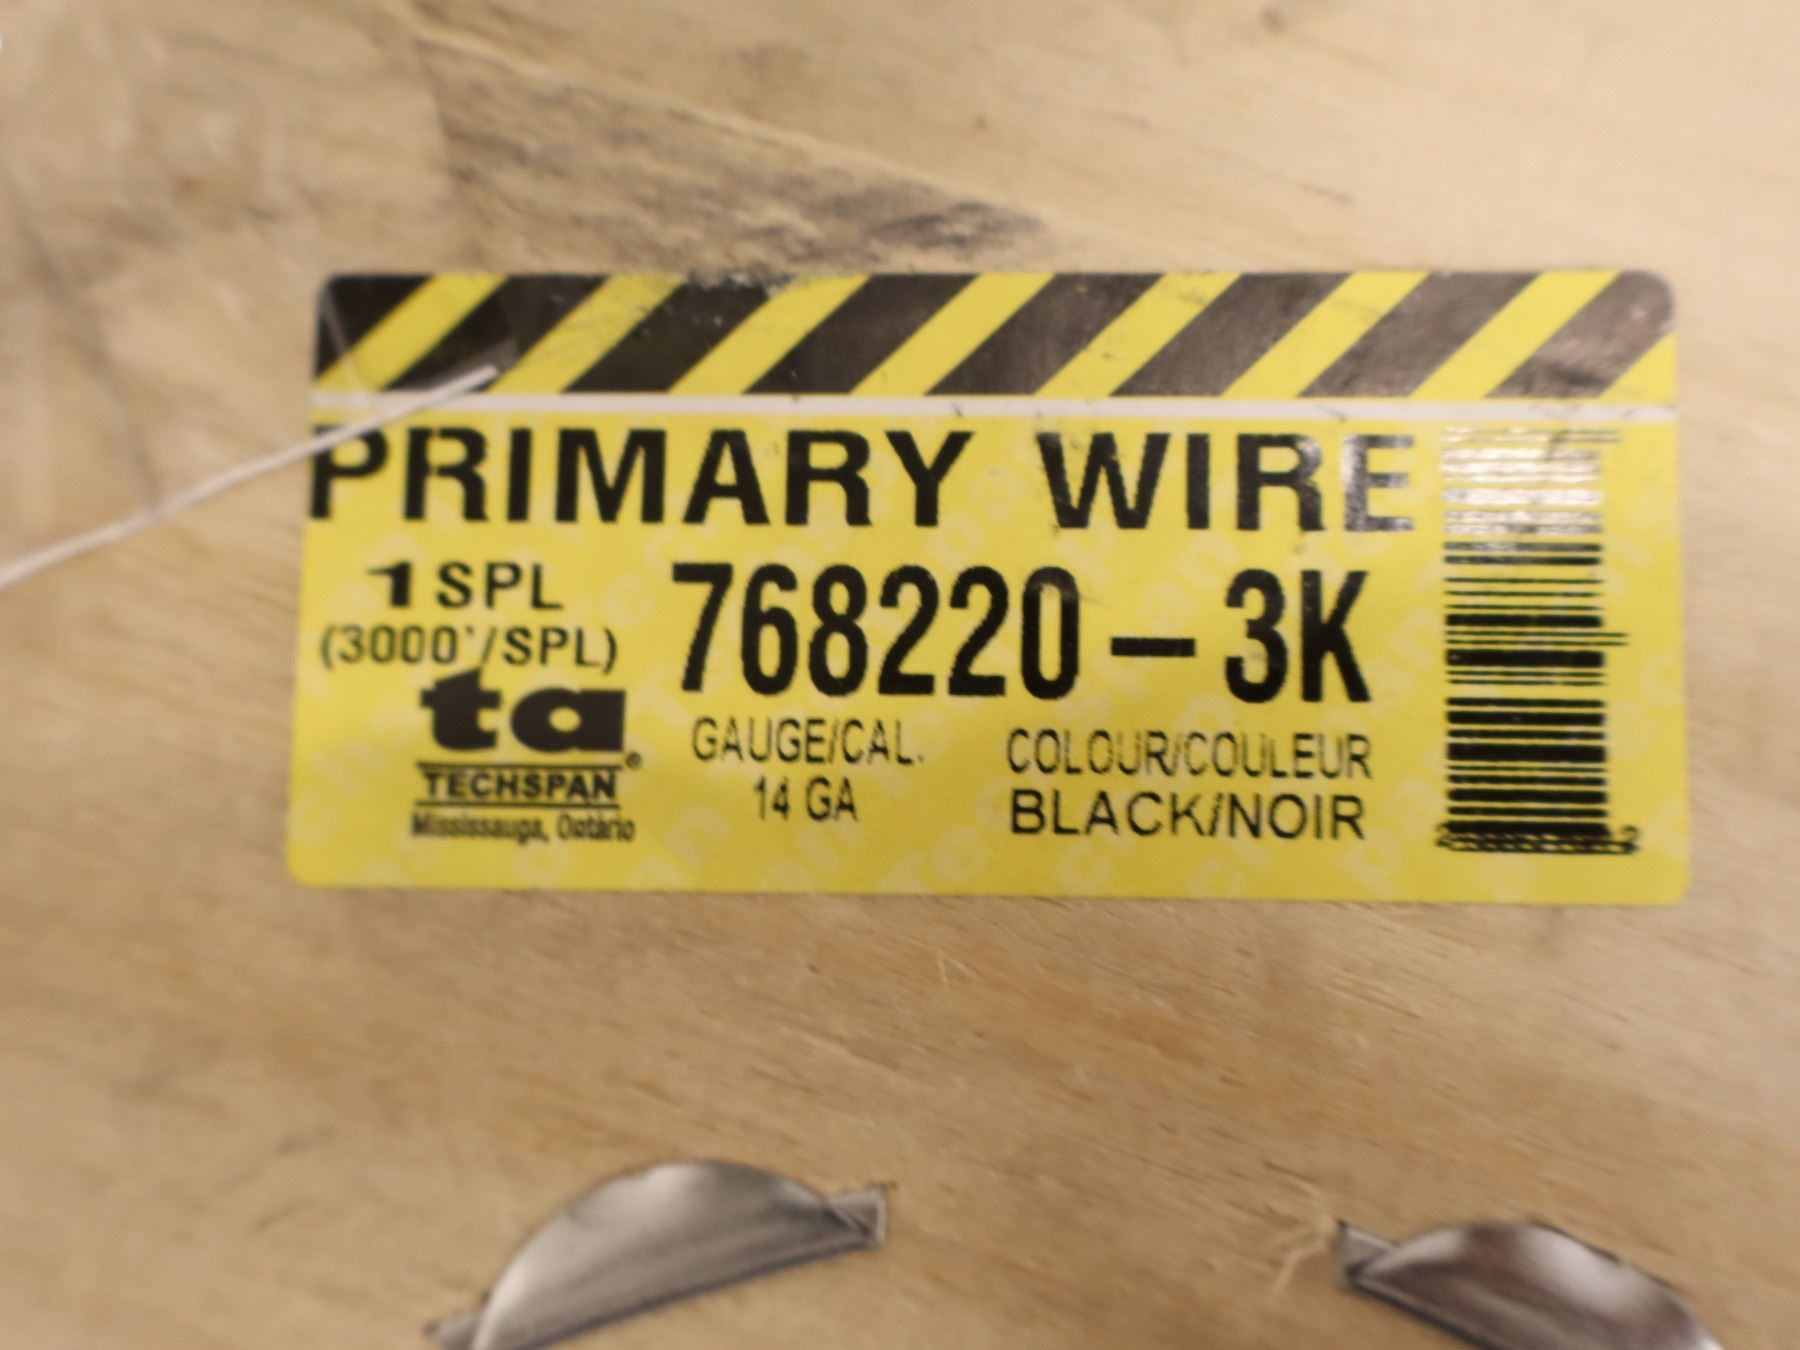 PRIMARY WIRE
1 SPL
(3000'/SPL)
768220-3K
ta®
TECHSPAN
Mississauga, Ontario
GAUGE/CAL.
14 GA
COLOUR/COULEUR
BLACK/NOIR